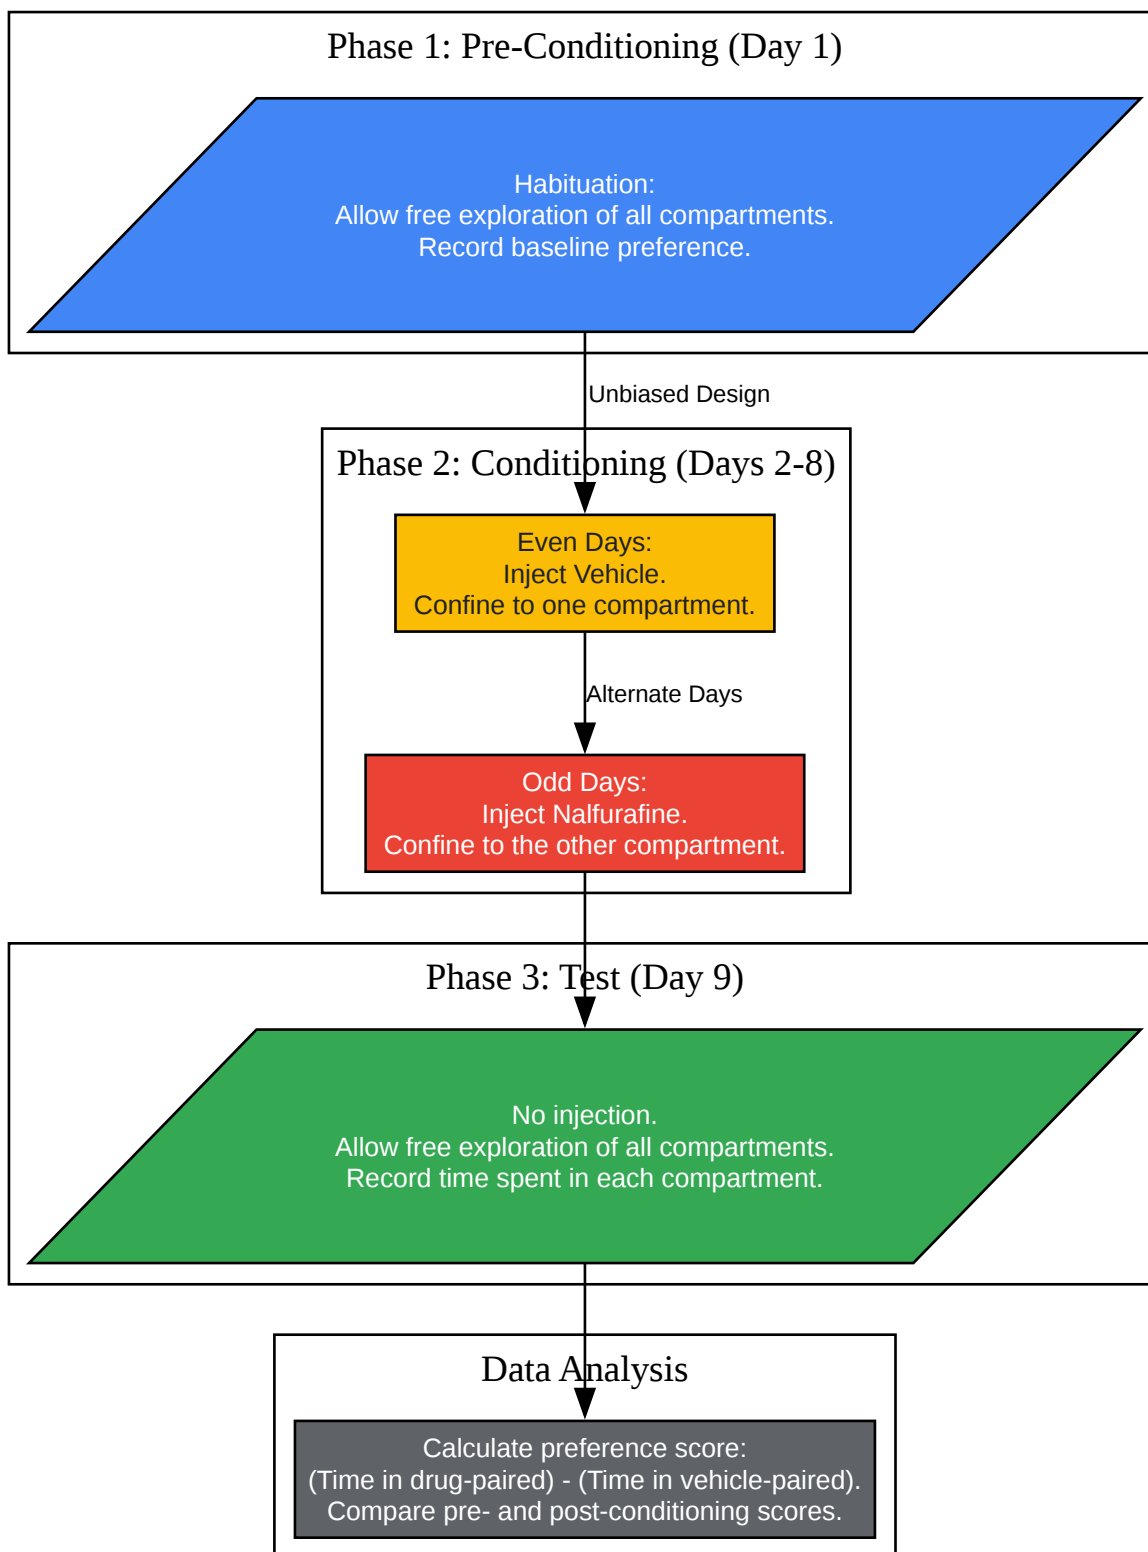 Phase 1: Pre-Conditioning (Day 1)
Habituation:
Allow free exploration of all compartments.
Record baseline preference.
Unbiased Design
Phase 2: Conditioning (Days 2-8)
Even Days:
Inject Vehicle.
Confine to one compartment.
Alternate Days
Odd Days:
Inject Nalfurafine.
Confine to the other compartment.
Phase 3: Test (Day 9)
No injection.
Allow free exploration of all compartments.
Record time spent in each compartment.
Data Analysis
Calculate preference score:
(Time in drug-paired) - (Time in vehicle-paired).
Compare pre- and post-conditioning scores.